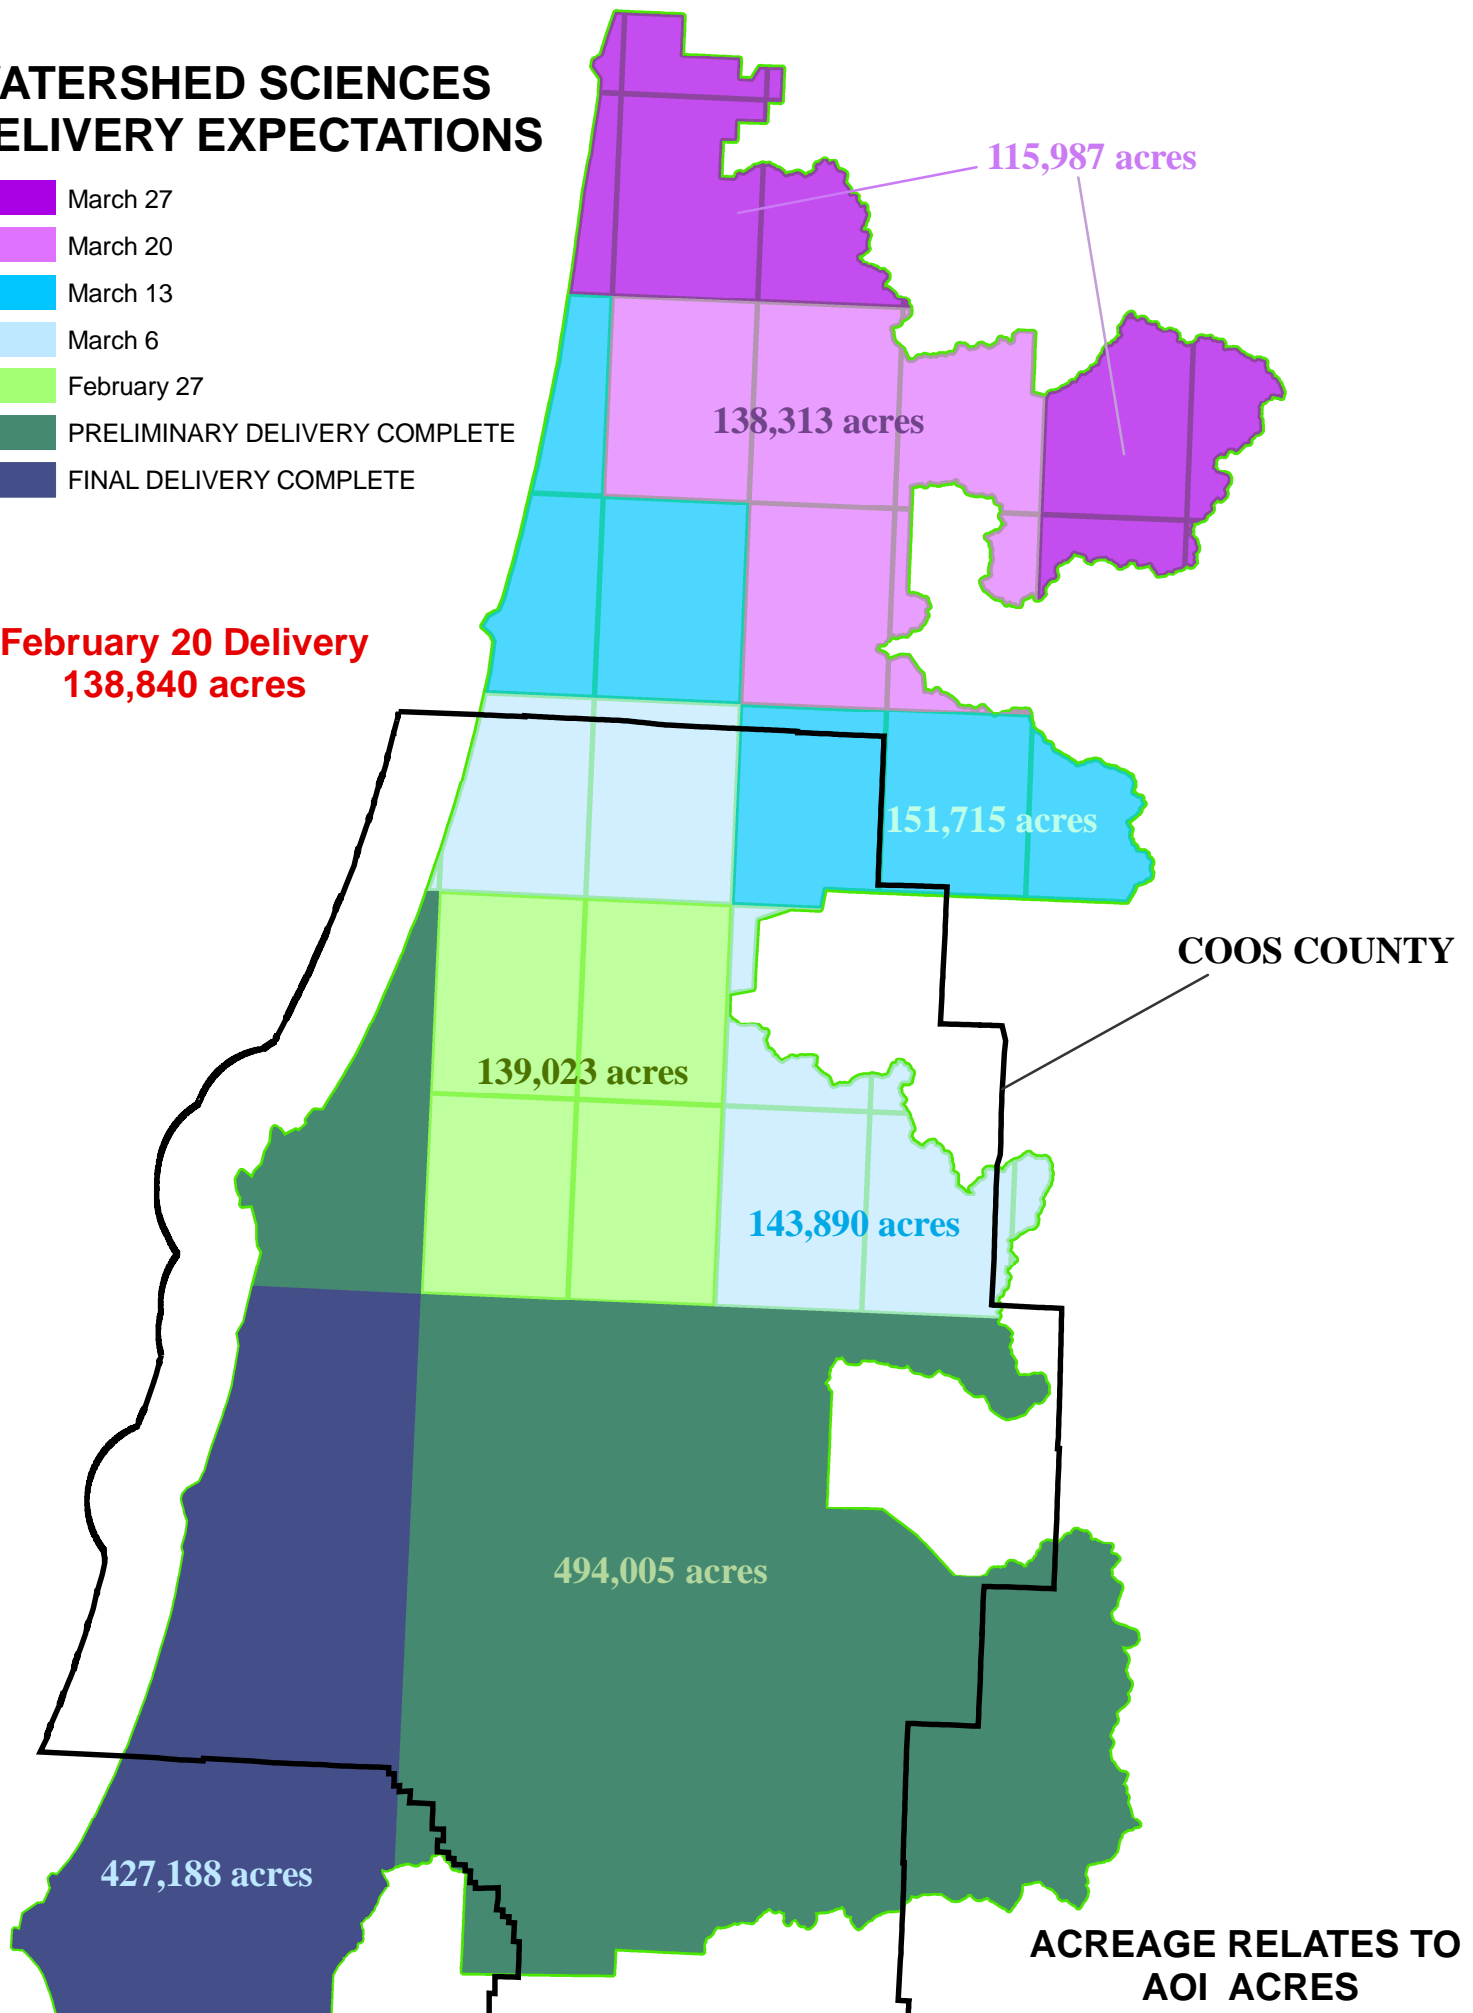 ATERSHED SCIENCES
ELIVERY EXPECTATIONS
March 27
March 20
March 13
March 6
February 27
PRELIMINARY DELIVERY COMPLETE
FINAL DELIVERY COMPLETE
115,987 acres
138,313 acres
February 20 Delivery
138,840 acres
151,715 acres
COOS COUNTY
139,023 acres
143,890 acres
494,005 acres
427,188 acres
ACREAGE RELATES TO
AOI ACRES